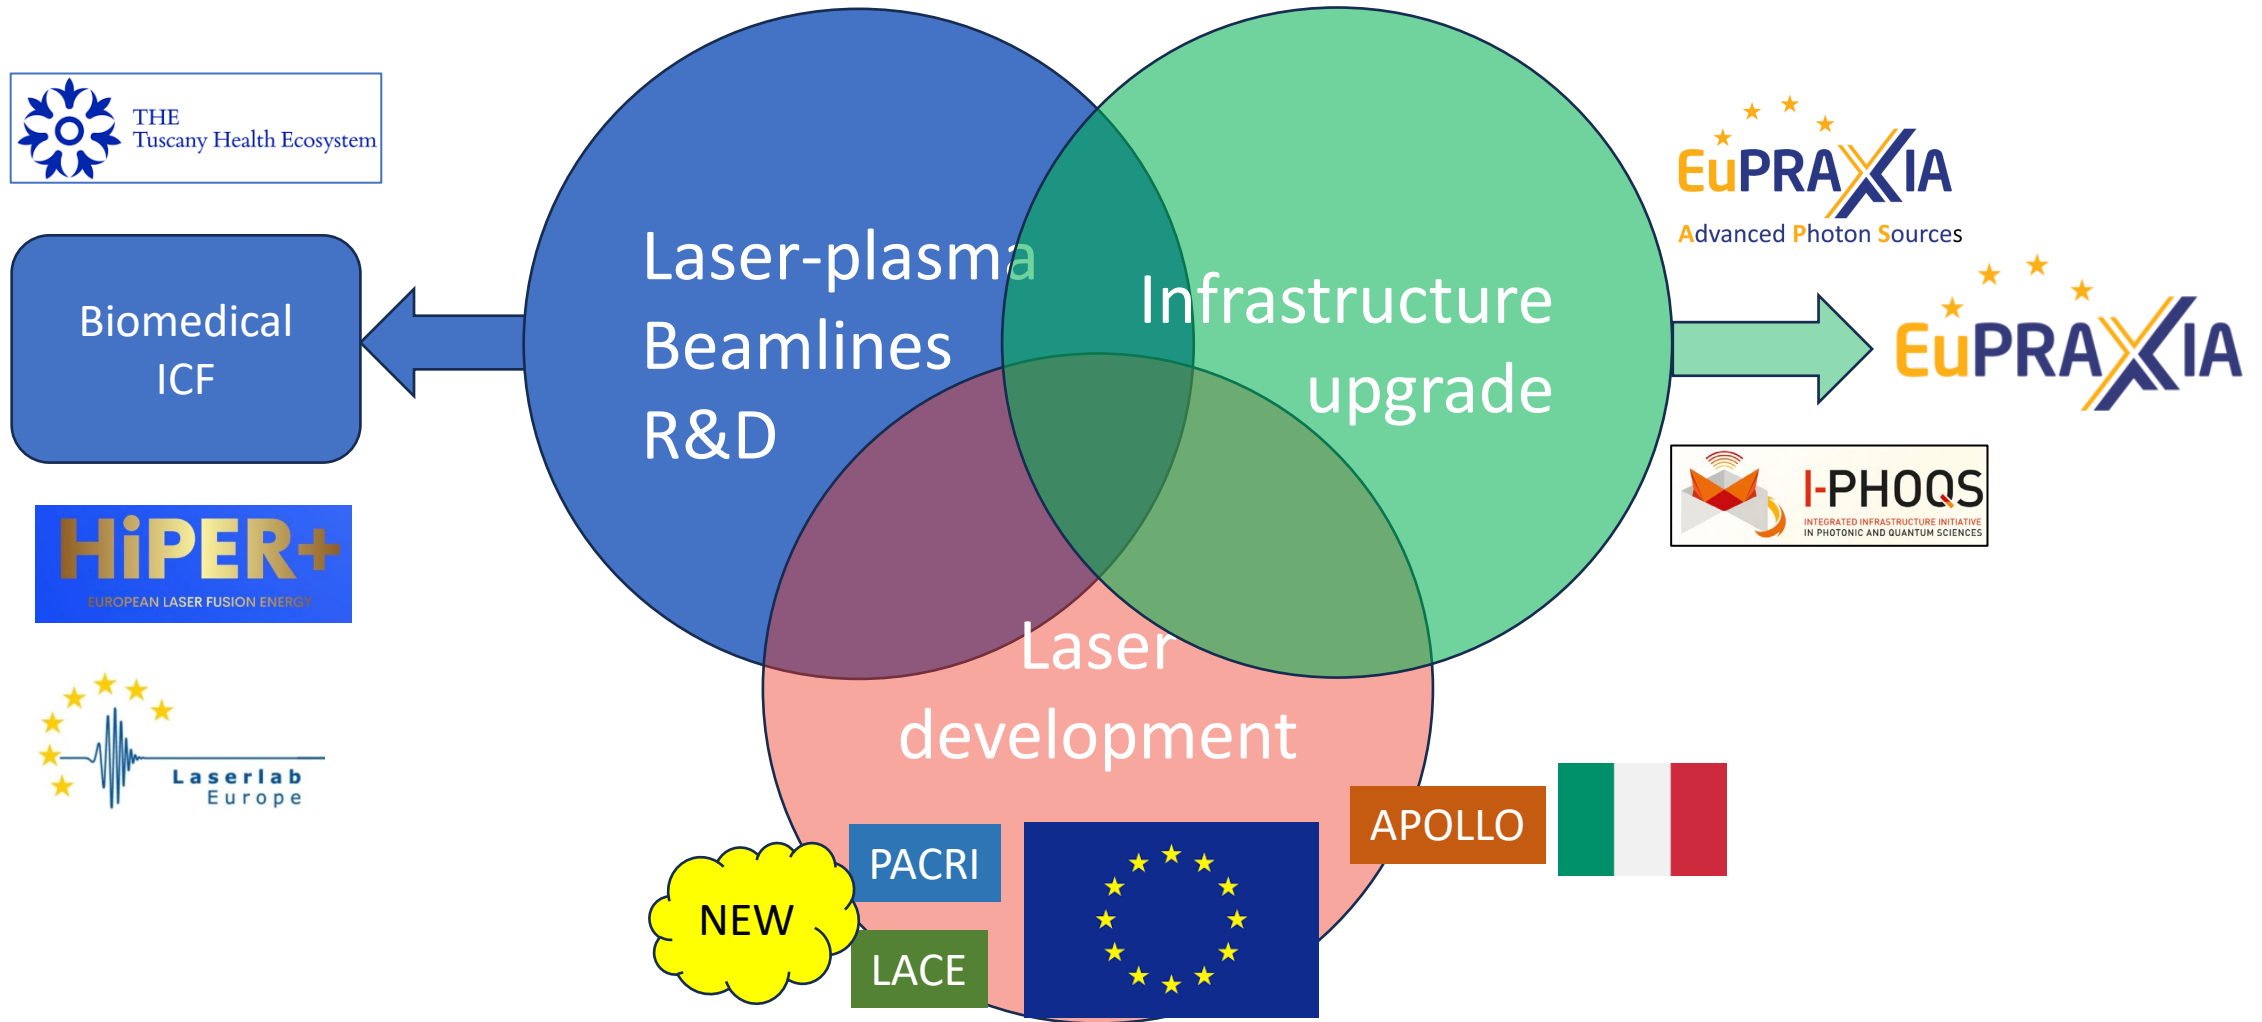 THE
Tuscany Health Ecosystem
Biomedical
ICF
HiPER+
EUROPEAN LASER FUSION ENERGY
Laserlab
Europe
Laser-plasma
Beamlines
R&D
Infrastructure
upgrade
Laser
development
NEW
PACRI
LACE
APOLLO
EuPRAXIA
Advanced Photon Sources
EuPRAXIA
I-PHOQS
INTEGRATED INFRASTRUCTURE INITIATIVE
IN PHOTONIC AND QUANTUM SCIENCES